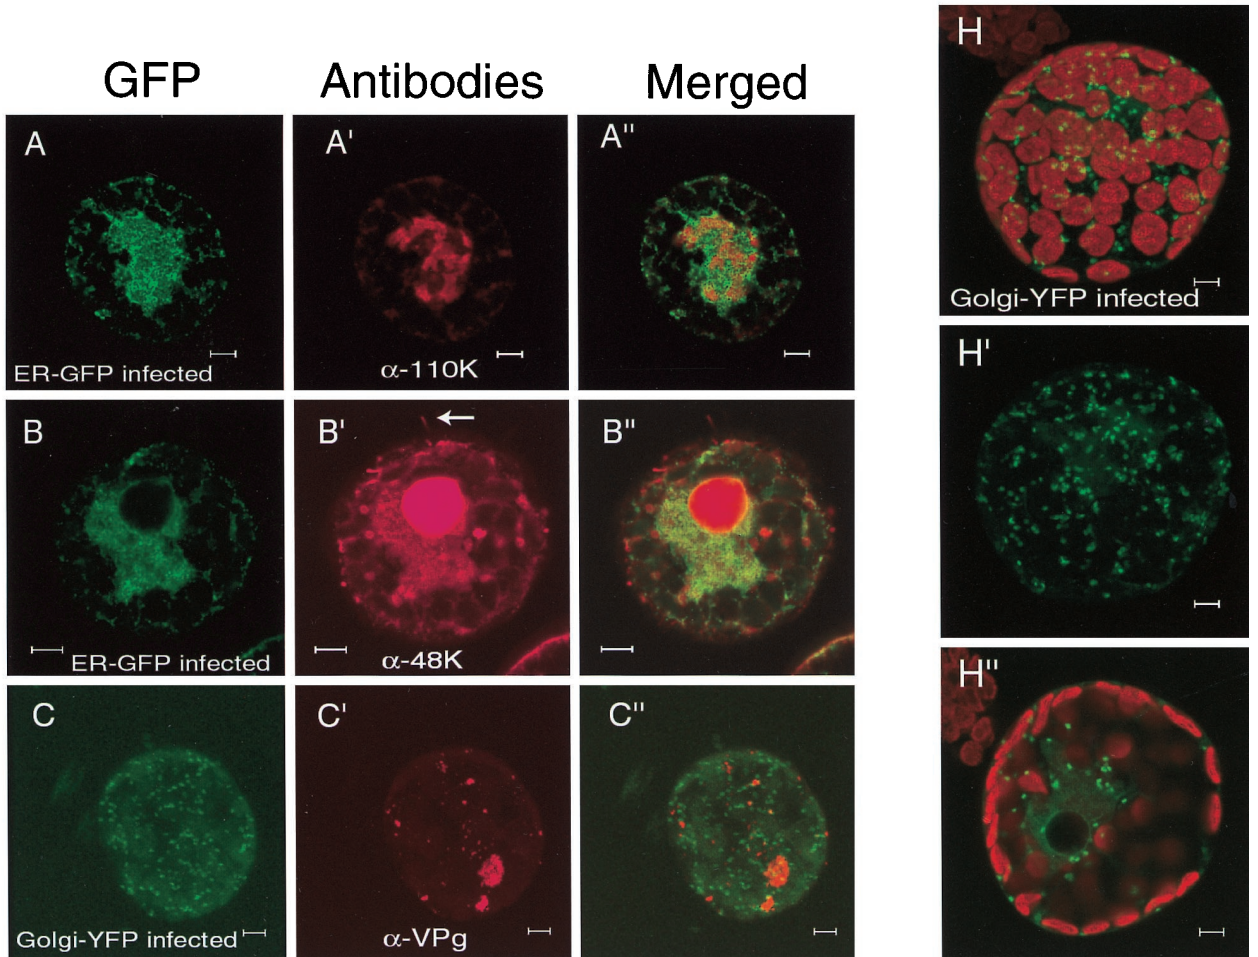 GFP Antibodies Merged
A A' A"
ER-GFP infected α-110K
B B' B"
ER-GFP infected α-48K
C C' C"
Golgi-YFP infected α-VPg
H
Golgi-YFP infected
H'
H"